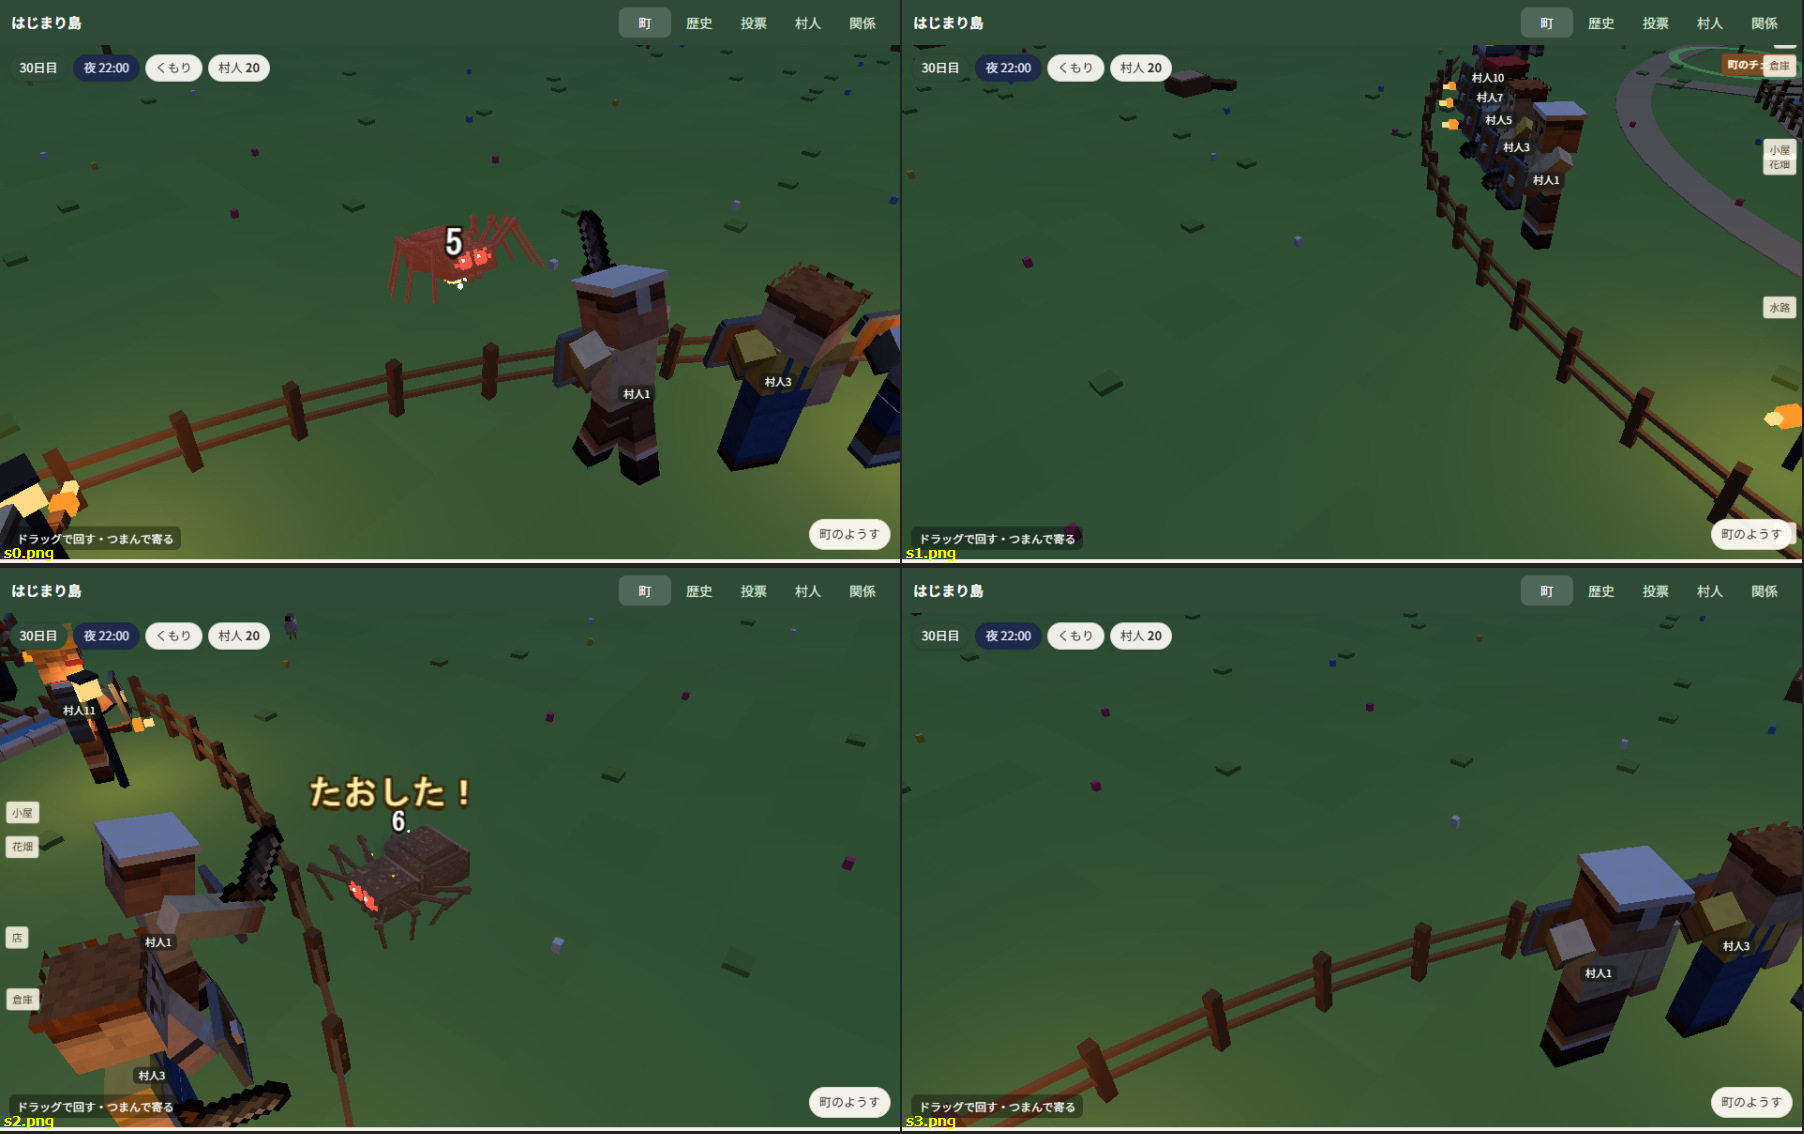 はじまり島
町 歴史 投票 村人 関係
30日目 夜 22:00 くもり 村人 20
5
村人1
村人3
ドラッグで回す・つまんで寄る
町のようす
s0.png
はじまり島
町 歴史 投票 村人 関係
30日目 夜 22:00 くもり 村人 20
町のチ
倉庫
村人10
村人7
村人5
村人3
村人1
小屋
花畑
水路
ドラッグで回す・つまんで寄る
町のようす
s1.png
はじまり島
町 歴史 投票 村人 関係
30日目 夜 22:00 くもり 村人 20
村人11
たおした!
6
小屋
花畑
店
村人1
倉庫
村人3
ドラッグで回す・つまんで寄る
町のようす
s2.png
はじまり島
町 歴史 投票 村人 関係
30日目 夜 22:00 くもり 村人 20
村人3
村人1
ドラッグで回す・つまんで寄る
町のようす
s3.png